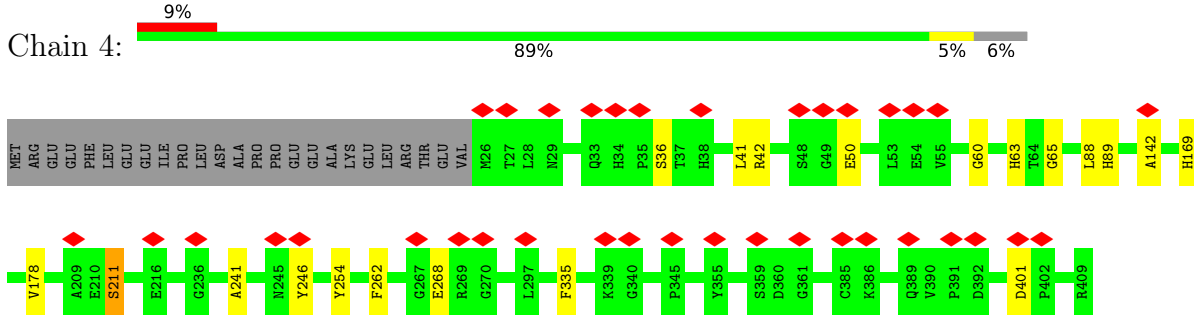 9%
Chain 4:
89% 5% 6%
MET ARG GLU GLU PHE LEU GLU GLU ILE PRO LEU ASP ALA PRO PRO GLU GLU ALA LYS GLU LEU ARG THR GLU VAL M26 T27 L28 N29 Q33 H34 P35 S36 T37 H38 L41 R42 S48 G49 E50 L53 E54 V55 G60 H63 T64 G65 L88 H89 A142 H169
V178 A209 E210 S211 E216 G236 A241 N245 Y246 Y254 F262 G267 E268 R269 G270 L297 F335 K339 G340 P345 Y355 S359 D360 G361 C385 K386 Q389 V390 P391 D392 D401 P402 R409